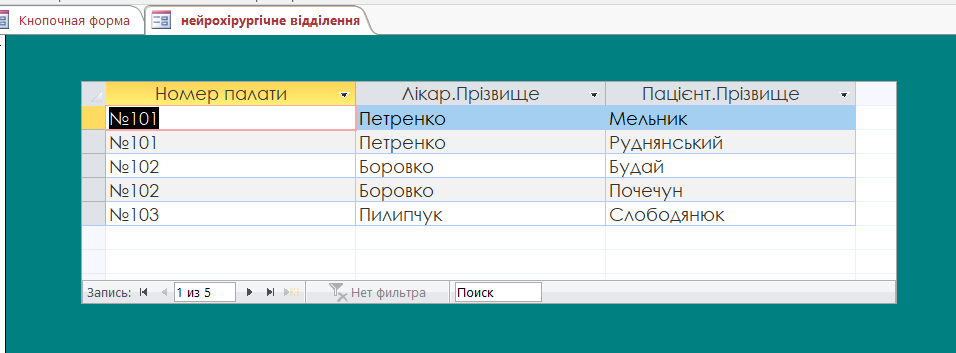 Кнопочная форма нейрохірургічне відділення
Номер палати Лікар.Прізвище Пацієнт.Прізвище
№101 Петренко Мельник
№101 Петренко Руднянський
№102 Боровко Будай
№102 Боровко Почечун
№103 Пилипчук Слободянюк
Запись: 1 из 5 Нет фильтра Поиск